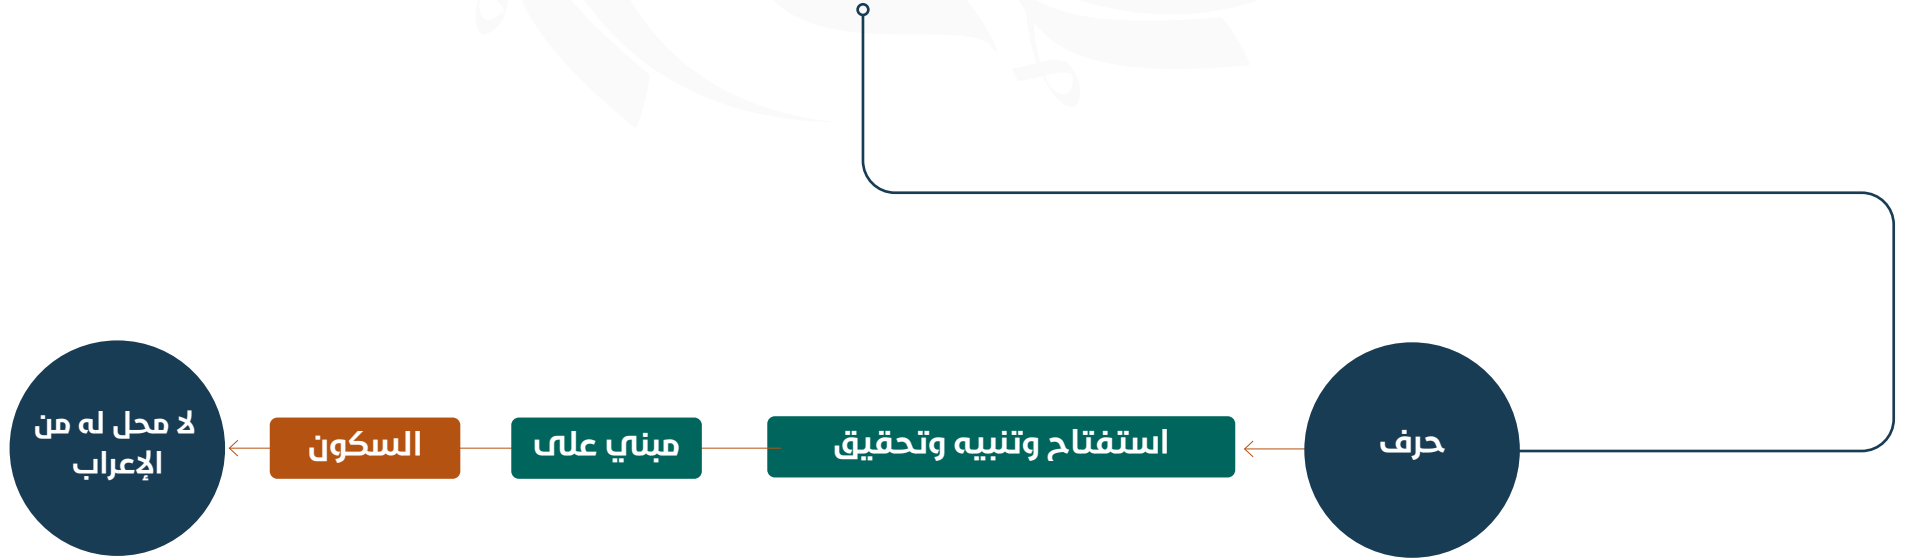 حرف
استفتاح وتنبيه وتحقيق
مبني على
السكون
لا محل له من
الإعراب